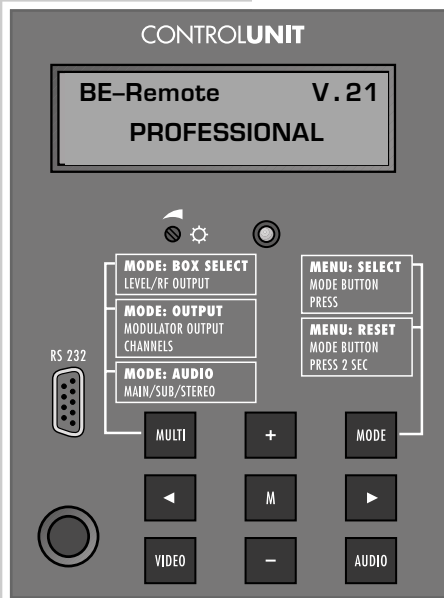 CONTROLUNIT
BE–Remote V.21
PROFESSIONAL
MODE: BOX SELECT
LEVEL/RF OUTPUT
MODE: OUTPUT
MODULATOR OUTPUT
CHANNELS
MODE: AUDIO
MAIN/SUB/STEREO
MENU: SELECT
MODE BUTTON
PRESS
MENU: RESET
MODE BUTTON
PRESS 2 SEC
RS 232
MULTI + MODE
◄ M ►
VIDEO – AUDIO